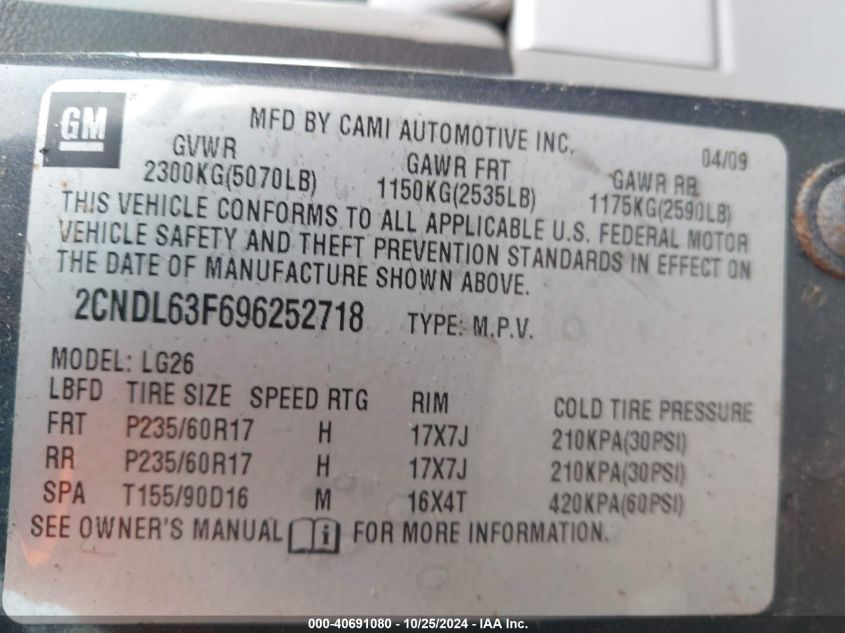 GM
MFD BY CAMI AUTOMOTIVE INC.
04/09
GVWR GAWR FRT GAWR RR
2300KG(5070LB) 1150KG(2535LB) 1175KG(2590LB)
THIS VEHICLE CONFORMS TO ALL APPLICABLE U.S. FEDERAL MOTOR
VEHICLE SAFETY AND THEFT PREVENTION STANDARDS IN EFFECT ON
THE DATE OF MANUFACTURE SHOWN ABOVE.
2CNDL63F696252718 TYPE: M.P.V.
MODEL: LG26
LBFD TIRE SIZE SPEED RTG RIM COLD TIRE PRESSURE
FRT P235/60R17 H 17X7J 210KPA(30PSI)
RR P235/60R17 H 17X7J 210KPA(30PSI)
SPA T155/90D16 M 16X4T 420KPA(60PSI)
SEE OWNER'S MANUAL i FOR MORE INFORMATION.
000-40691080 - 10/25/2024 - IAA Inc.